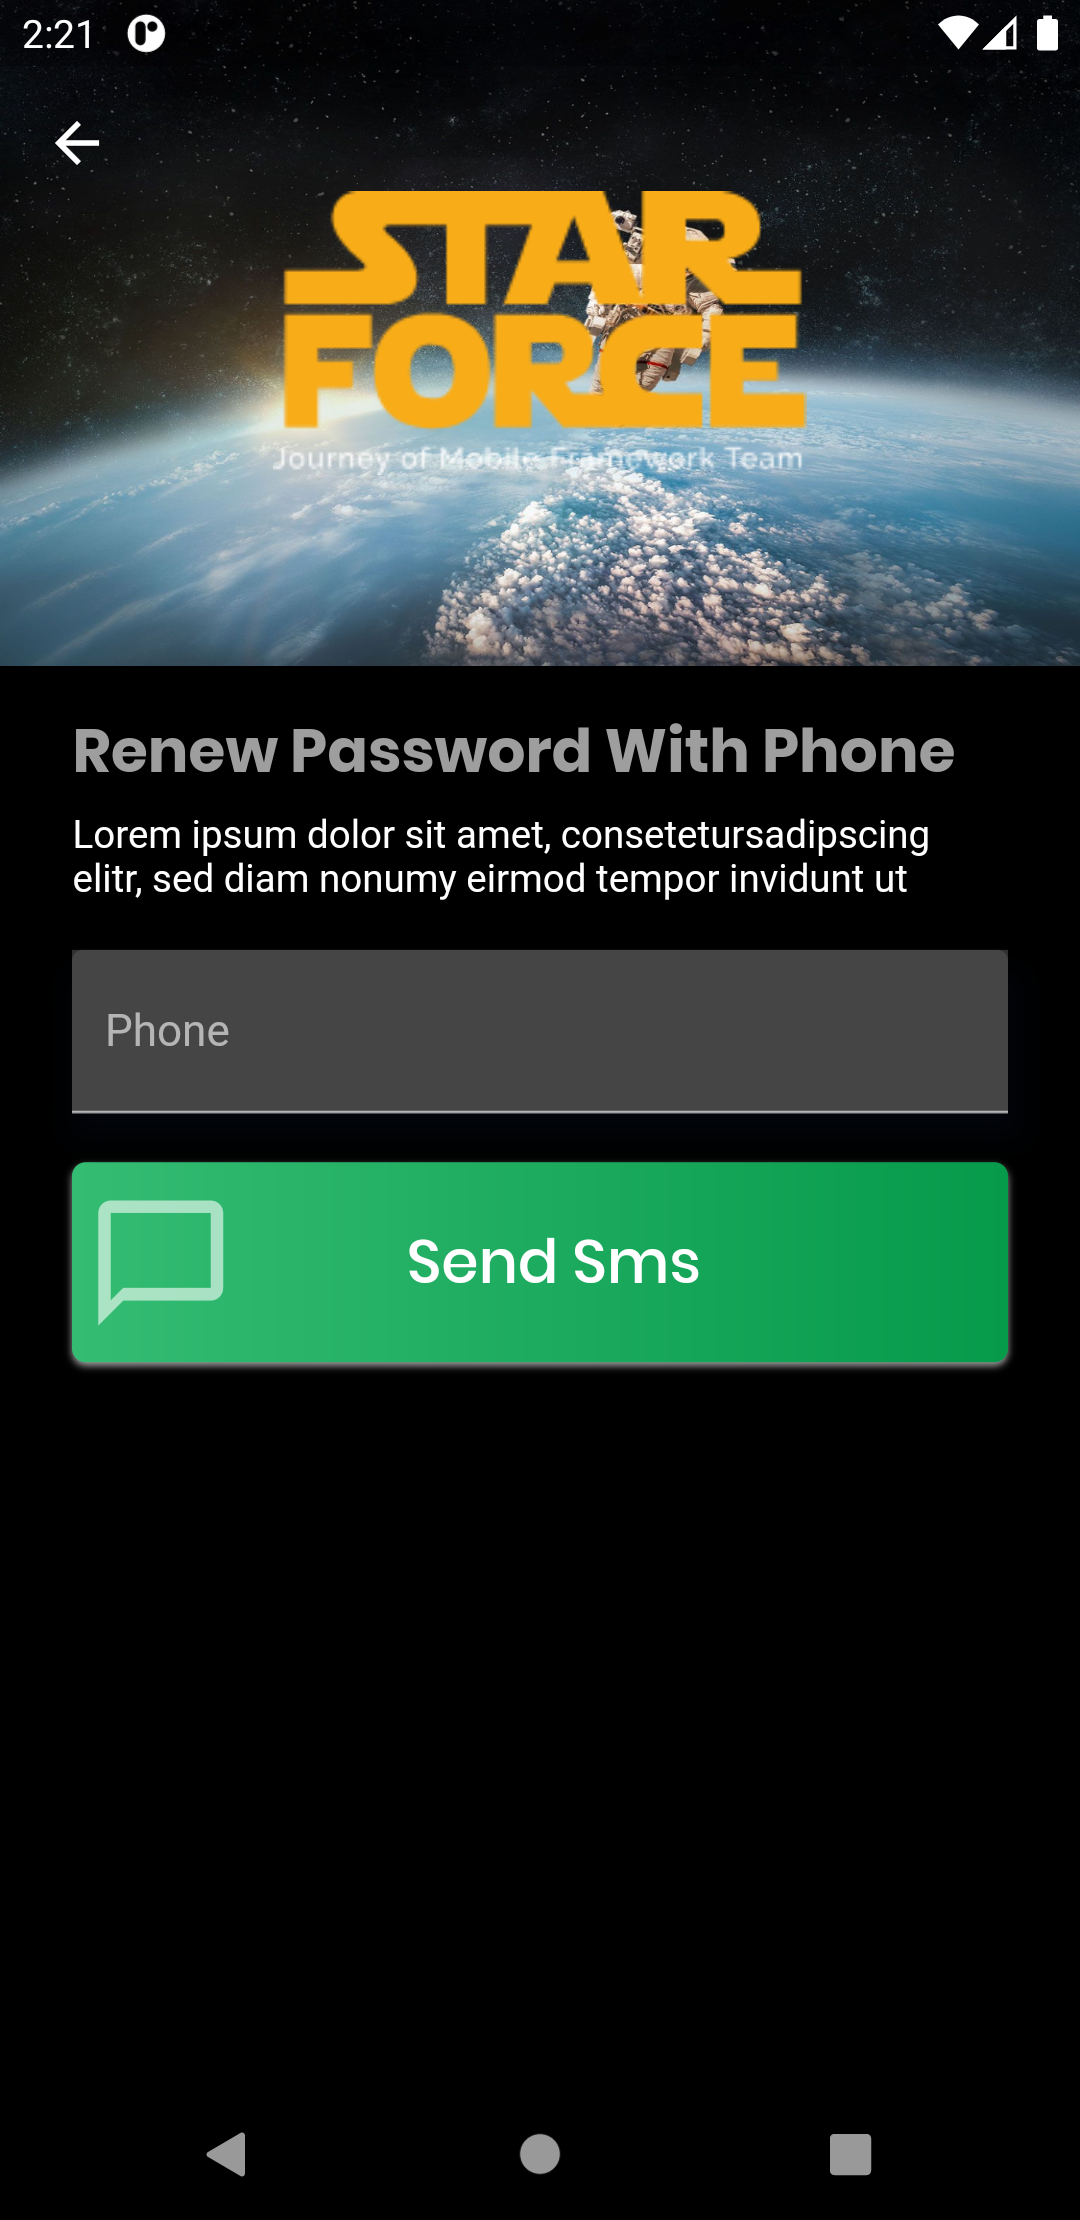 2:21
STAR
FORCE
Journey of Mobile Framework Team
Renew Password With Phone
Lorem ipsum dolor sit amet, consetetursadipscing
elitr, sed diam nonumy eirmod tempor invidunt ut
Phone
Send Sms